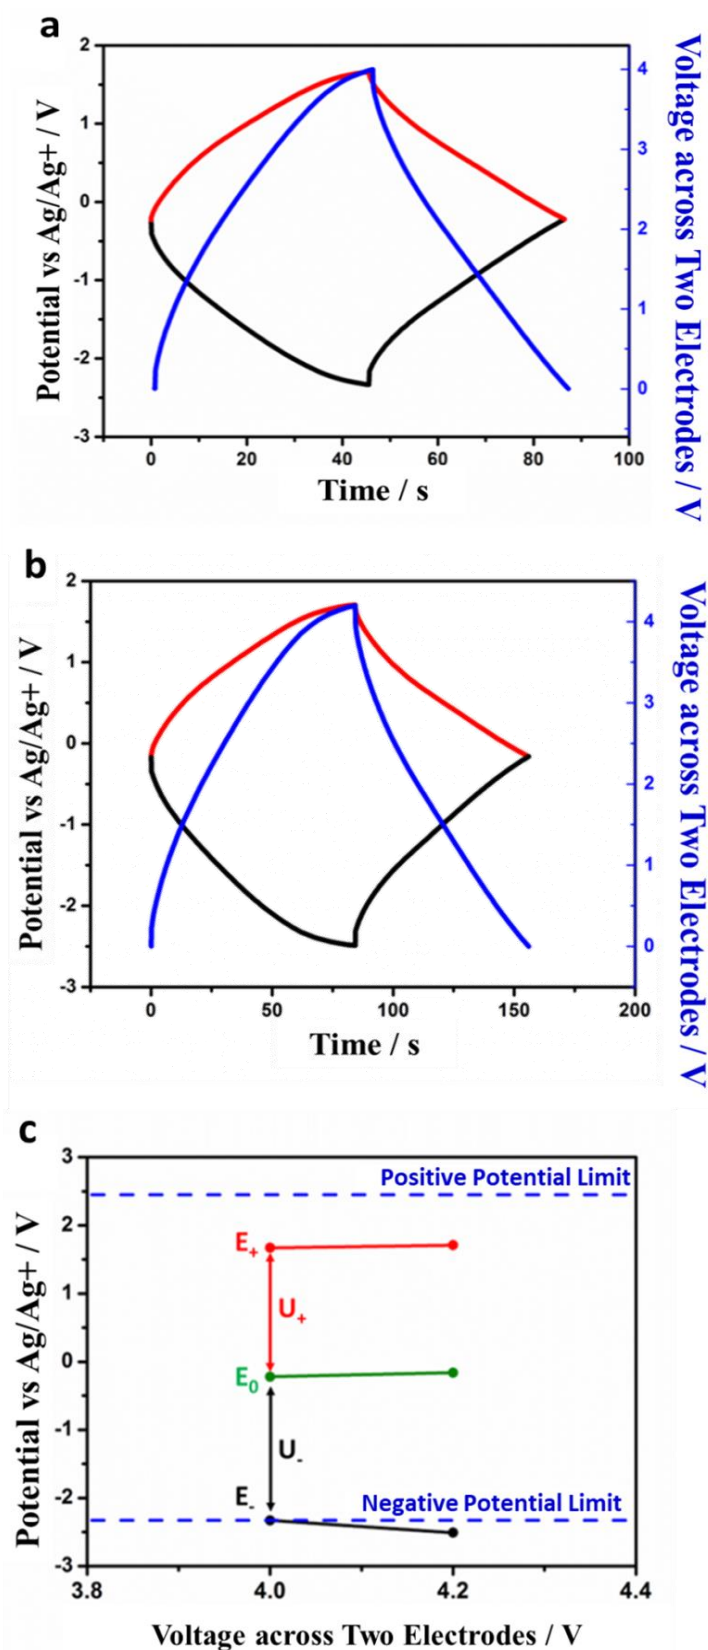 a
Potential vs Ag/Ag+ / V
2
1
0
-1
-2
-3
0 20 40 60 80 100
Time / s
4
3
2
1
0
Voltage across Two Electrodes / V
b
Potential vs Ag/Ag+ / V
2
1
0
-1
-2
-3
0 50 100 150 200
Time / s
4
3
2
1
0
Voltage across Two Electrodes / V
c
Potential vs Ag/Ag+ / V
3
2
1
0
-1
-2
-3
Positive Potential Limit
E+
U+
E0
U-
E-
Negative Potential Limit
3.8 4.0 4.2 4.4
Voltage across Two Electrodes / V